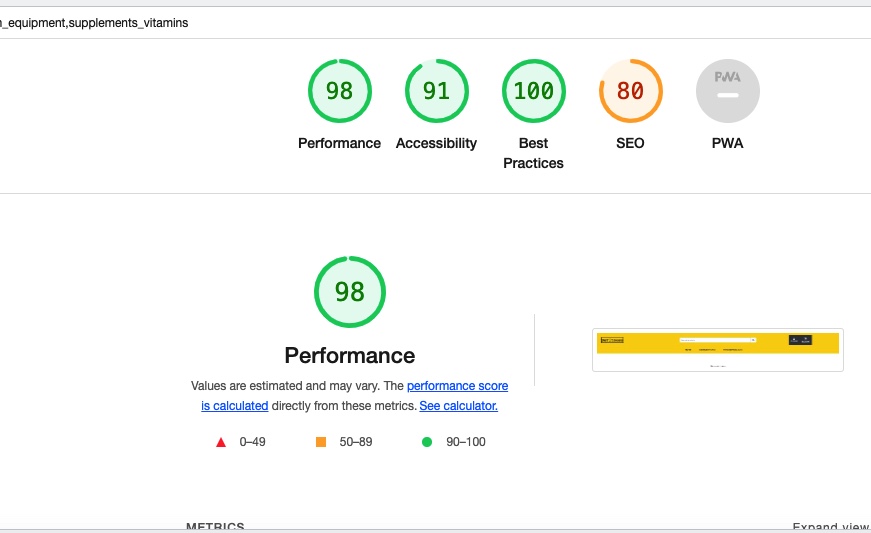 _equipment,supplements_vitamins
98
91
100
80
PWA
Performance
Accessibility
Best
Practices
SEO
PWA
98
Performance
Values are estimated and may vary. The performance score
is calculated directly from these metrics. See calculator.
0–49
50–89
90–100
METRICS
Expand view